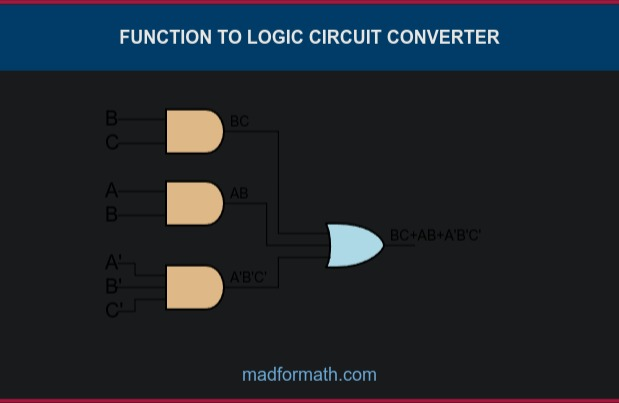 FUNCTION TO LOGIC CIRCUIT CONVERTER
B
C
BC
A
B
AB
A'
B'
C'
A'B'C'
BC+AB+A'B'C'
madformath.com